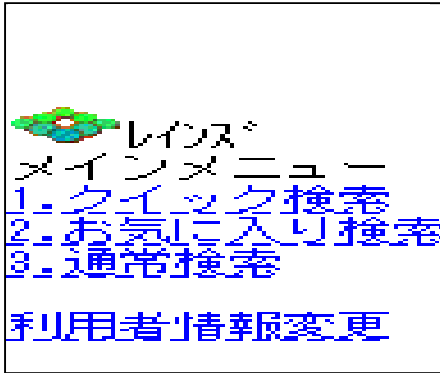 レインズ
メインメニュー
1.クイック検索
2.お気に入り検索
3.通常検索
利用者情報変更